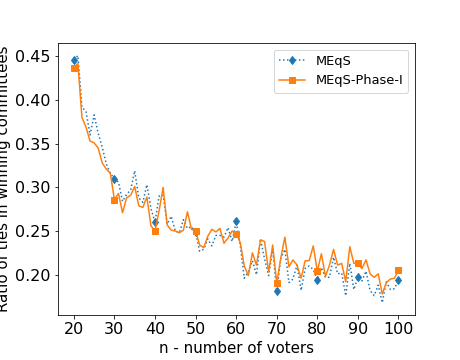 Ratio of ties in winning committees
0.45
0.40
0.35
0.30
0.25
0.20
MEqS
MEqS-Phase-I
20 30 40 50 60 70 80 90 100
n - number of voters